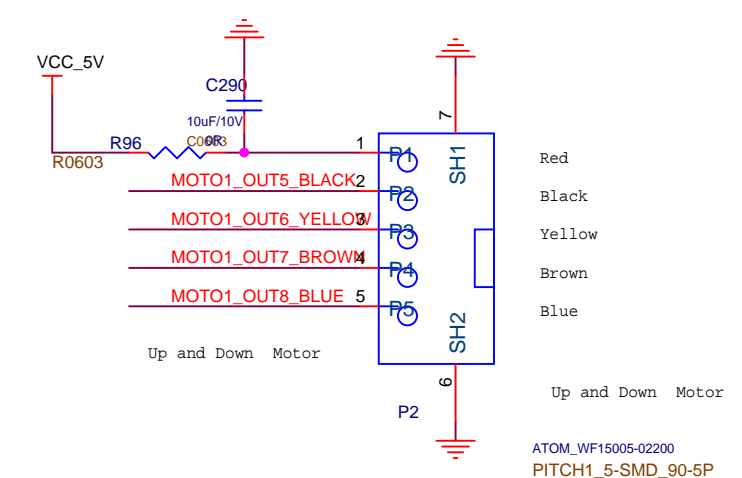 VCC_5V
C290
10uF/10V
C0603
R96
0R
R0603
1
P1
Red
MOTO1_OUT5_BLACK
2
P2
Black
MOTO1_OUT6_YELLOW
3
P3
Yellow
MOTO1_OUT7_BROWN
4
P4
Brown
MOTO1_OUT8_BLUE
5
P5
Blue
7
SH1
SH2
6
Up and Down  Motor
P2
Up and Down  Motor
ATOM_WF15005-02200
PITCH1_5-SMD_90-5P